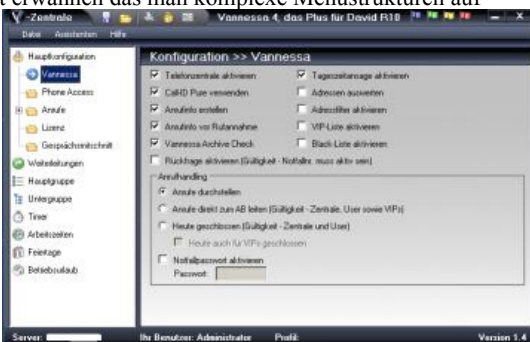 erwähnen das man komplexe Menüstrukturen auf
V-Zentrale
Vannessa 4, das Plus für David R10
Datei Assistenten Hilfe
Hauptkonfiguration
Vannessa
Phone Access
Anrufe
Lizenz
Gesprächsmitschnitt
Weiterleitungen
Hauptgruppe
Untergruppe
Timer
Arbeitszeiten
Feiertage
Betriebsurlaub
Konfiguration >> Vannessa
Telefonzentrale aktivieren
Tageszeitansage aktivieren
CallHD Pure verwenden
Adressen auswerten
Anrufinfo erstellen
Adressfilter aktivieren
Anrufinfo vor Rufannahme
VIP-Liste aktivieren
Vannessa Archive Check
Black-Liste aktivieren
Rückfrage aktivieren (Gültigkeit - Notfallnr. muss aktiv sein)
Anrufhandling
Anrufe durchstellen
Anrufe direkt zum AB leiten (Gültigkeit - Zentrale, User sowie VIPs)
Heute geschlossen (Gültigkeit - Zentrale und User)
Heute auch für VIPs geschlossen
Notfallpasswort aktivieren
Passwort:
Server:
Ihr Benutzer: Administrator
Profil:
Version 1.4